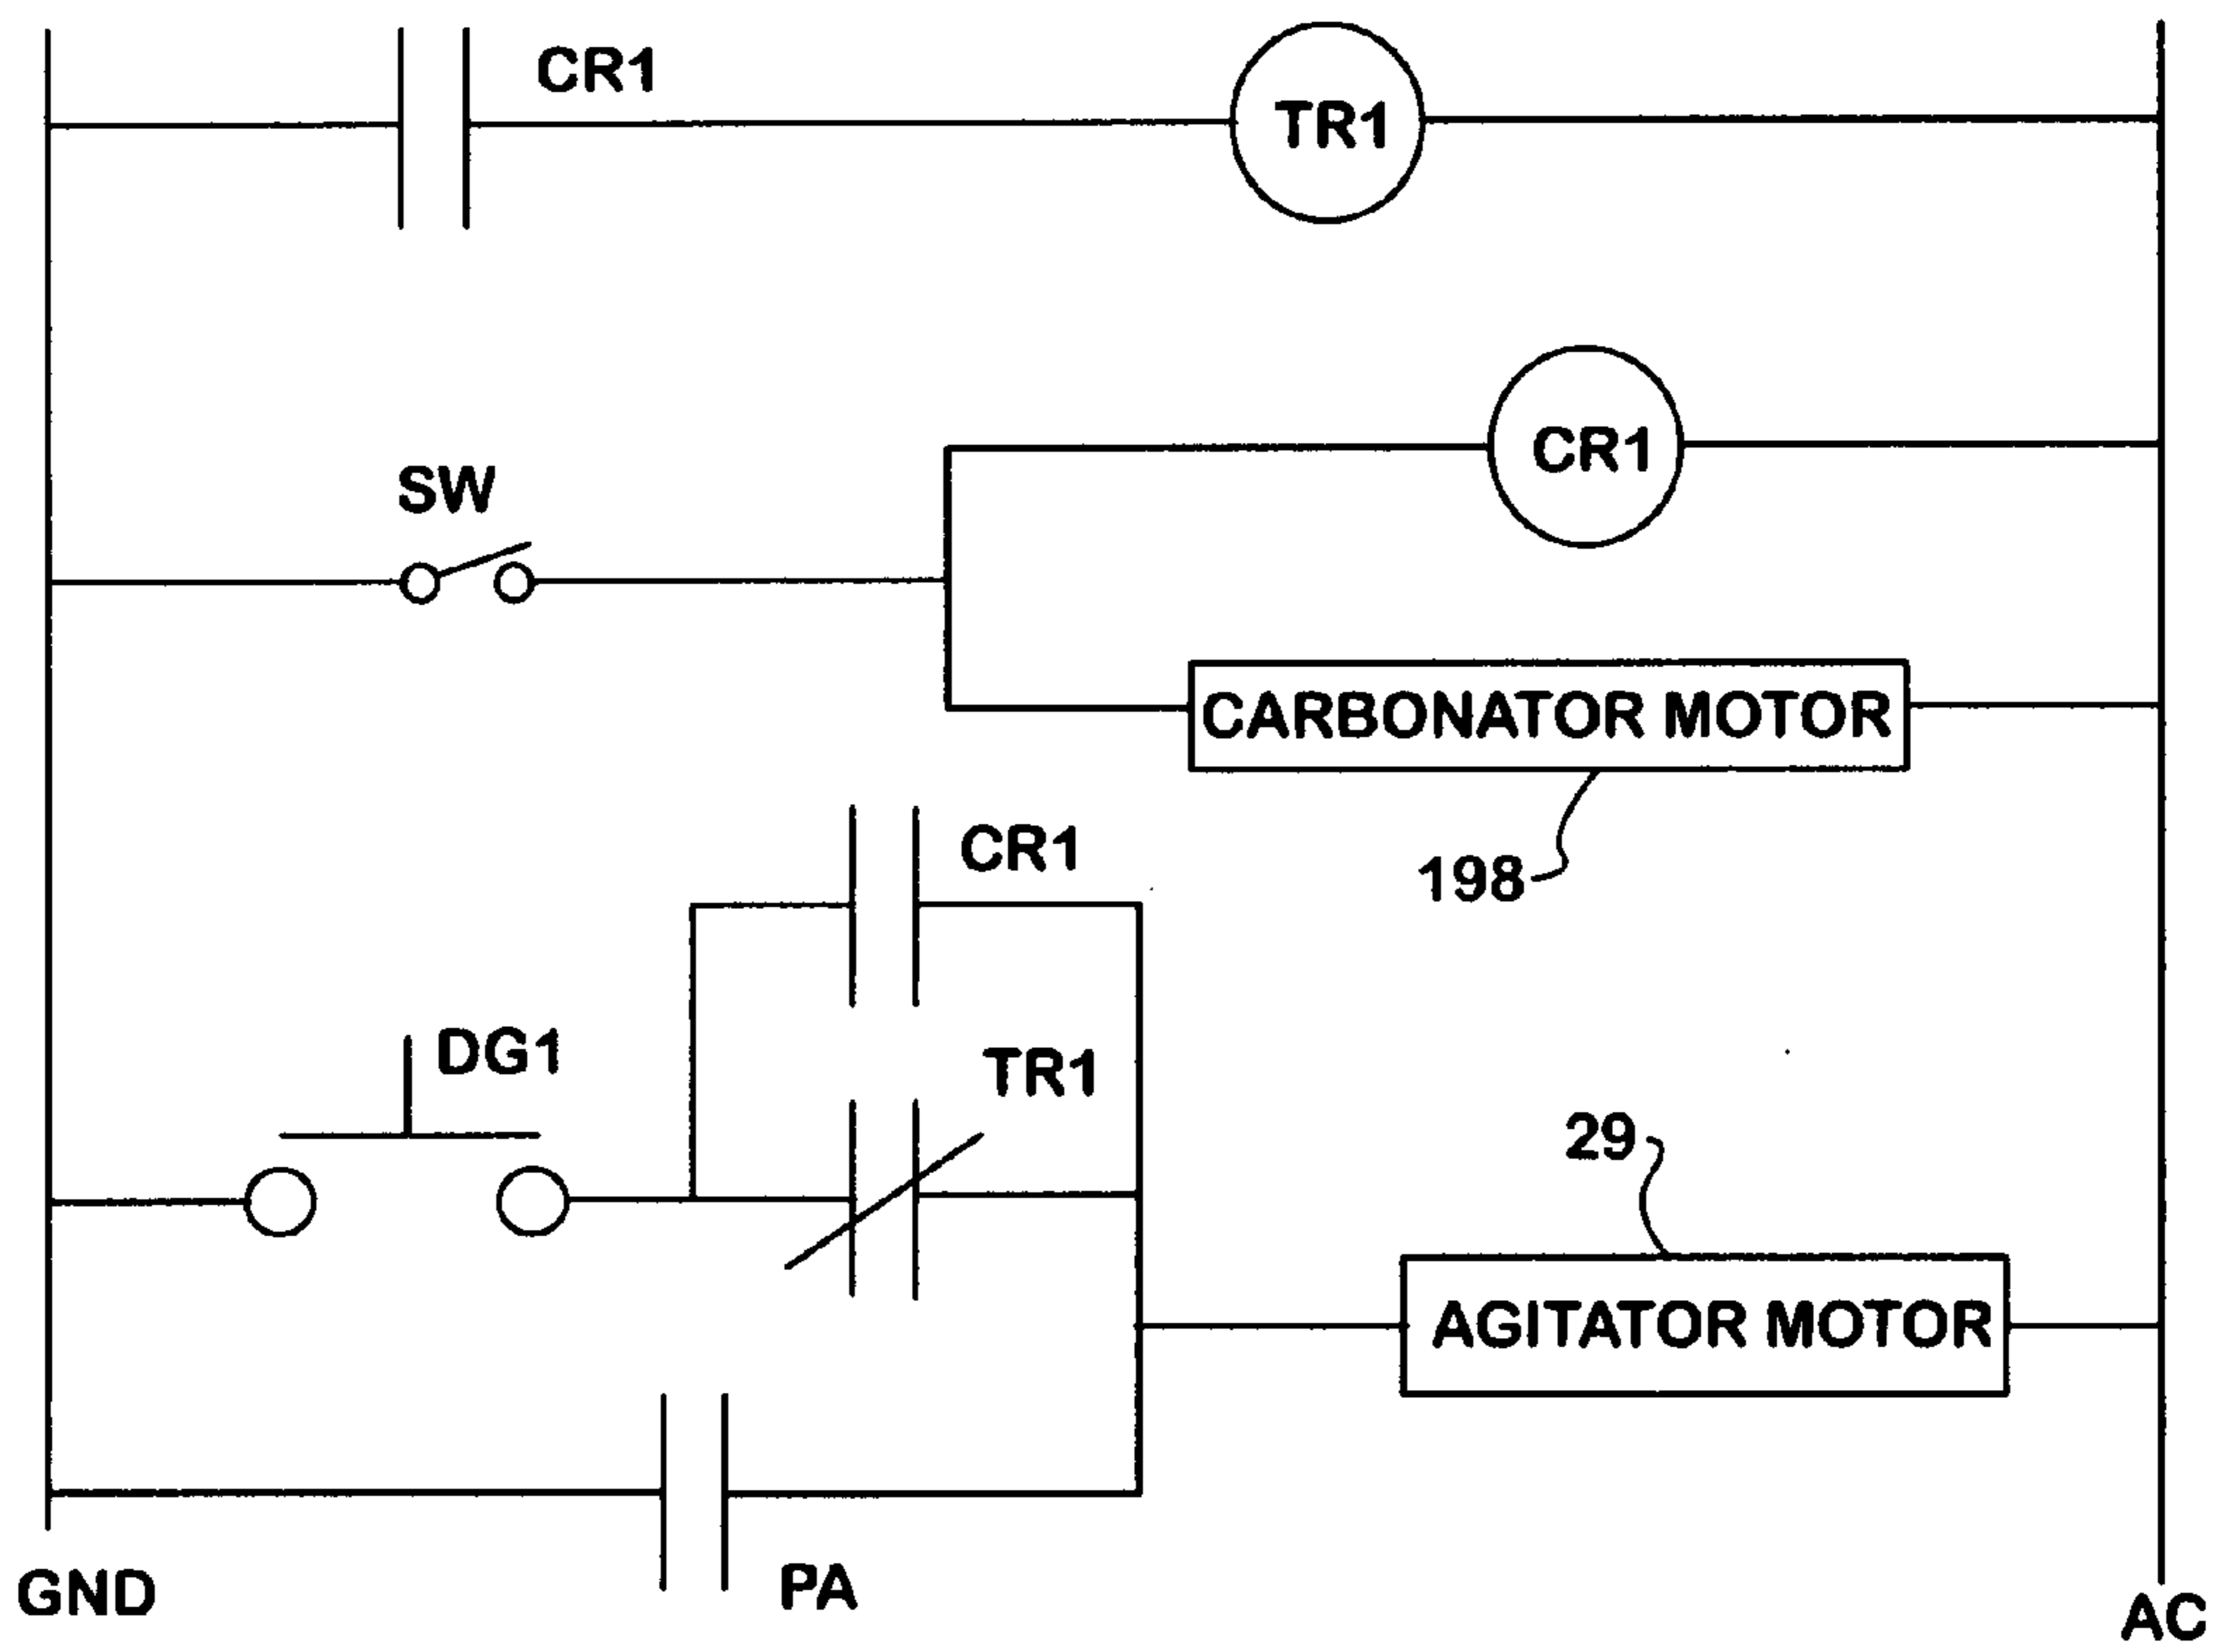 CR1
TR1
CR1
SW
CARBONATOR MOTOR
CR1
198
DG1
TR1
29
AGITATOR MOTOR
PA
GND
AC